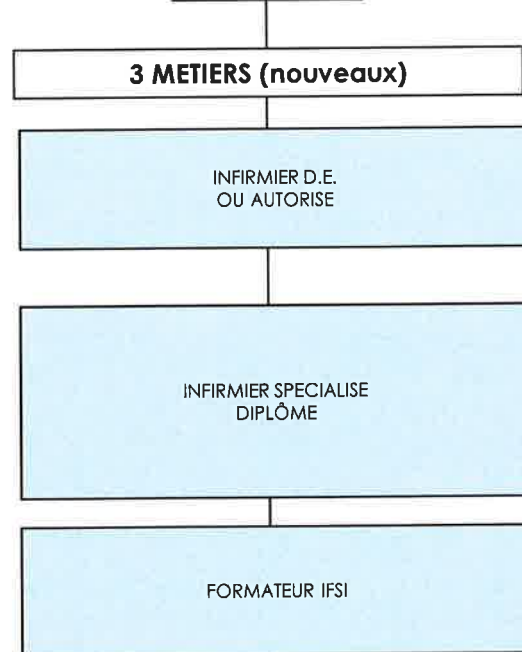 3 METIERS (nouveaux)
INFIRMIER D.E.
OU AUTORISE
INFIRMIER SPECIALISE
DIPLÔME
FORMATEUR IFSI